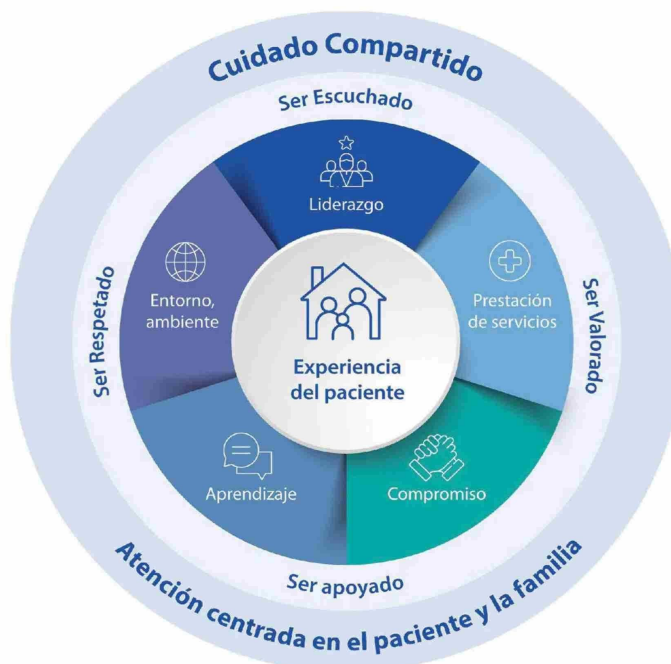 Cuidado Compartido
Ser Escuchado
Liderazgo
Entorno,
ambiente
Prestación
de servicios
Ser Respetado
Ser Valorado
Experiencia
del paciente
Aprendizaje
Compromiso
Ser apoyado
Atención centrada en el paciente y la familia